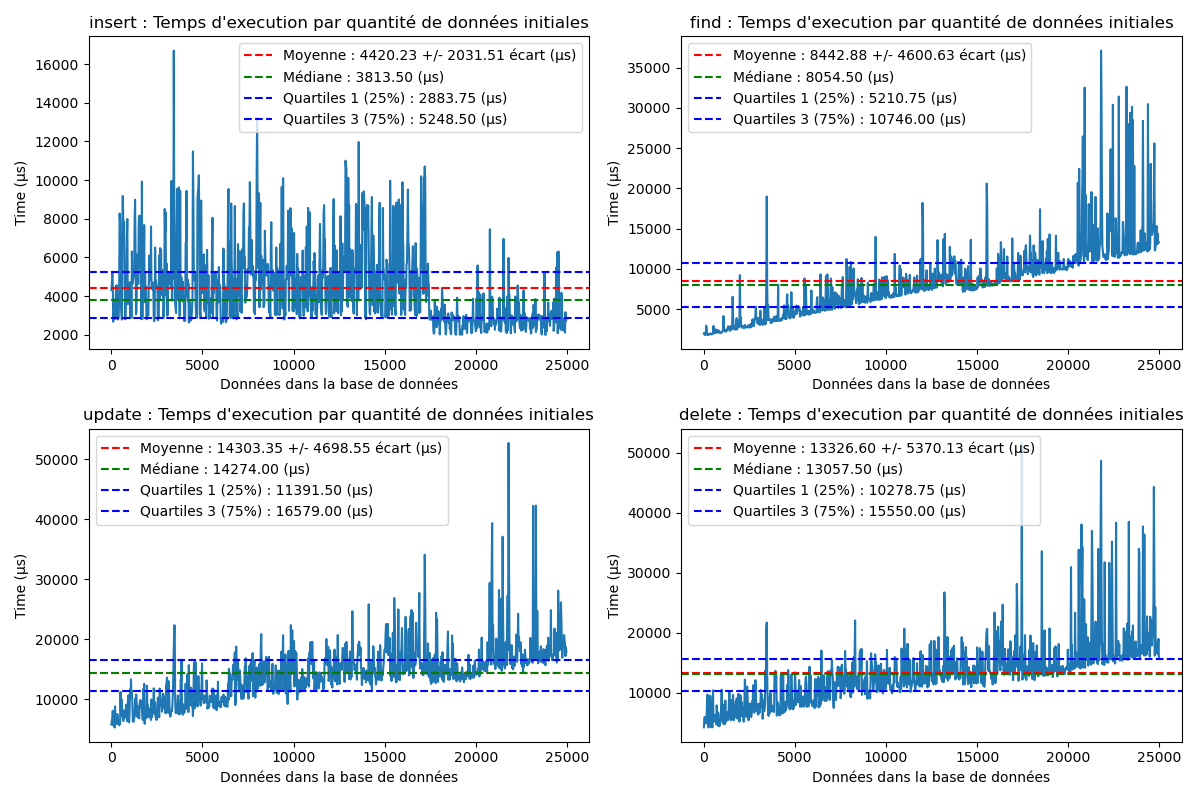 insert : Temps d'execution par quantité de données initiales
Moyenne : 4420.23 +/- 2031.51 écart (µs)
Médiane : 3813.50 (µs)
Quartiles 1 (25%) : 2883.75 (µs)
Quartiles 3 (75%) : 5248.50 (µs)
16000
14000
12000
10000
8000
6000
4000
2000
Time (µs)
0 5000 10000 15000 20000 25000
Données dans la base de données
find : Temps d'execution par quantité de données initiales
Moyenne : 8442.88 +/- 4600.63 écart (µs)
Médiane : 8054.50 (µs)
Quartiles 1 (25%) : 5210.75 (µs)
Quartiles 3 (75%) : 10746.00 (µs)
35000
30000
25000
20000
15000
10000
5000
Time (µs)
0 5000 10000 15000 20000 25000
Données dans la base de données
update : Temps d'execution par quantité de données initiales
Moyenne : 14303.35 +/- 4698.55 écart (µs)
Médiane : 14274.00 (µs)
Quartiles 1 (25%) : 11391.50 (µs)
Quartiles 3 (75%) : 16579.00 (µs)
50000
40000
30000
20000
10000
Time (µs)
0 5000 10000 15000 20000 25000
Données dans la base de données
delete : Temps d'execution par quantité de données initiales
Moyenne : 13326.60 +/- 5370.13 écart (µs)
Médiane : 13057.50 (µs)
Quartiles 1 (25%) : 10278.75 (µs)
Quartiles 3 (75%) : 15550.00 (µs)
50000
40000
30000
20000
10000
Time (µs)
0 5000 10000 15000 20000 25000
Données dans la base de données